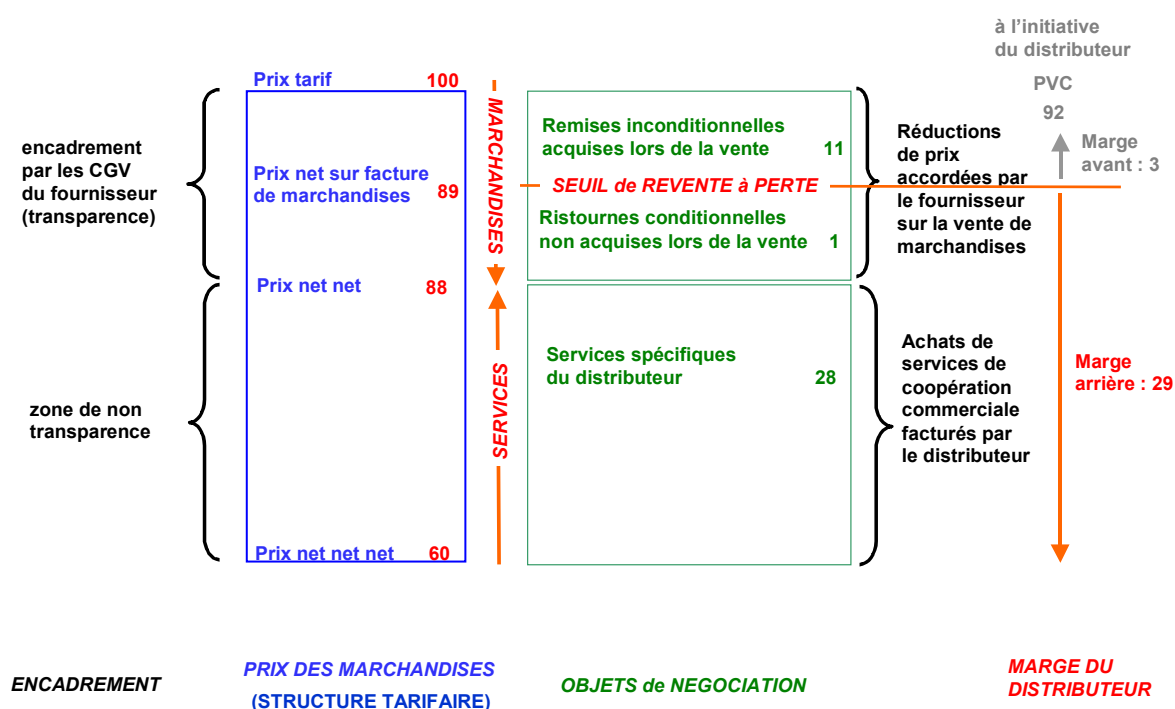 à l'initiative
du distributeur
PVC
92
Marge
avant : 3
Prix tarif 100
MARCHANDISES
encadrement
par les CGV
du fournisseur
(transparence)
Prix net sur facture
de marchandises 89
Remises inconditionnelles
acquises lors de la vente 11
SEUIL de REVENTE à PERTE
Ristournes conditionnelles
non acquises lors de la vente 1
Réductions
de prix
accordées par
le fournisseur
sur la vente de
marchandises
Prix net net 88
zone de non
transparence
SERVICES
Services spécifiques
du distributeur 28
Achats de
services de
coopération
commerciale
facturés par
le distributeur
Marge
arrière : 29
Prix net net net 60
ENCADREMENT
PRIX DES MARCHANDISES
(STRUCTURE TARIFAIRE)
OBJETS de NEGOCIATION
MARGE DU
DISTRIBUTEUR